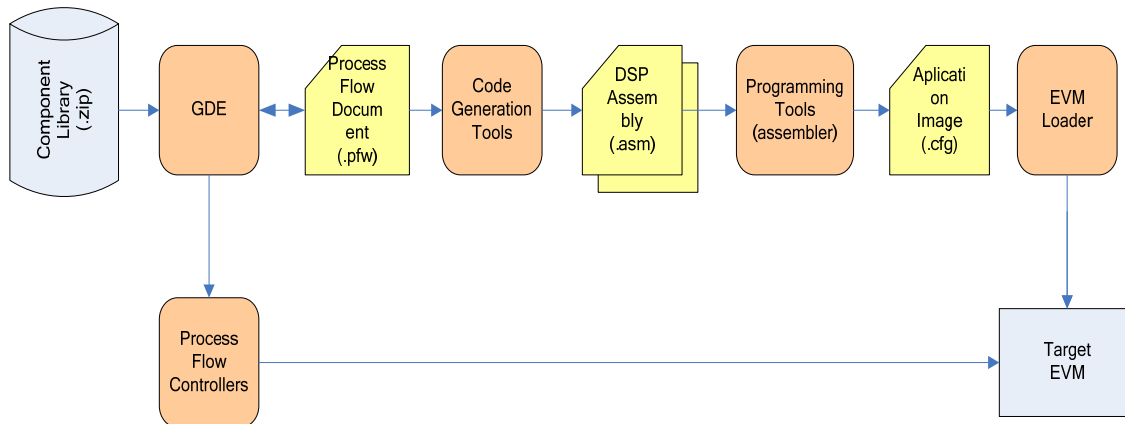 Component
Library
(.zip)
GDE
Process
Flow
Docum
ent
(.pfw)
Code
Generation
Tools
DSP
Assem
bly
(.asm)
Programming
Tools
(assembler)
Aplicati
on
Image
(.cfg)
EVM
Loader
Process
Flow
Controllers
Target
EVM